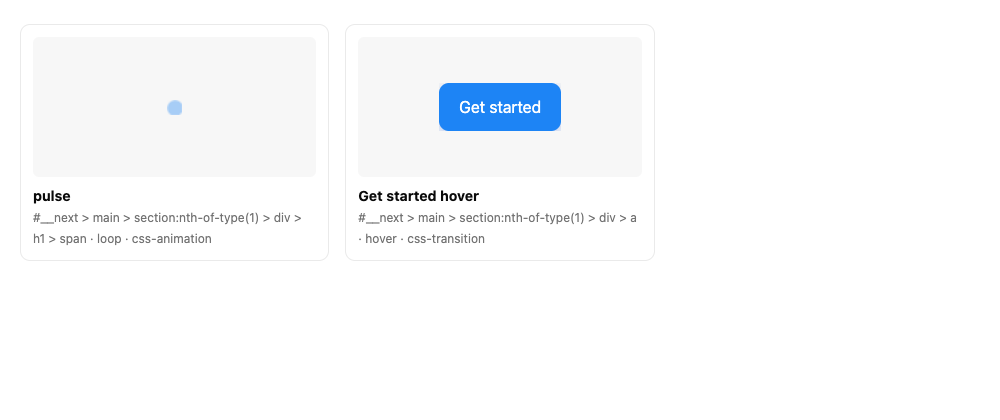 Get started
pulse
#__next > main > section:nth-of-type(1) > div >
h1 > span · loop · css-animation
Get started hover
#__next > main > section:nth-of-type(1) > div > a
· hover · css-transition